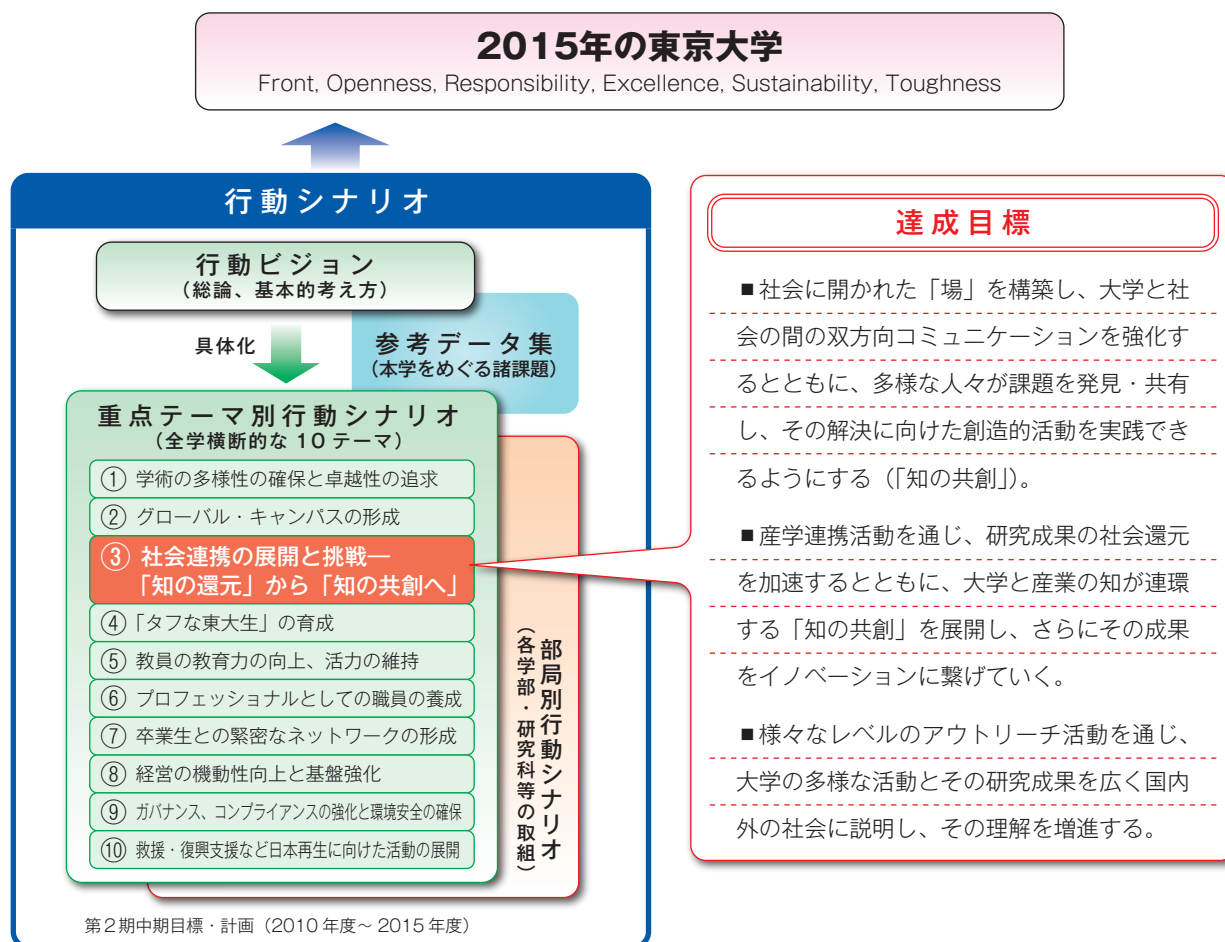 2015年の東京大学
Front, Openness, Responsibility, Excellence, Sustainability, Toughness
行動シナリオ
行動ビジョン
（総論、基本的考え方）
具体化
参考データ集
（本学をめぐる諸課題）
重点テーマ別行動シナリオ
（全学横断的な 10 テーマ）
① 学術の多様性の確保と卓越性の追求
② グローバル・キャンパスの形成
③ 社会連携の展開と挑戦―
「知の還元」から「知の共創へ」
④ 「タフな東大生」の育成
⑤ 教員の教育力の向上、活力の維持
⑥ プロフェッショナルとしての職員の養成
⑦ 卒業生との緊密なネットワークの形成
⑧ 経営の機動性向上と基盤強化
⑨ ガバナンス、コンプライアンスの強化と環境安全の確保
⑩ 救援・復興支援など日本再生に向けた活動の展開
部局別行動シナリオ
（各学部・研究科等の取組）
第２期中期目標・計画（2010 年度～ 2015 年度）
達成目標
■社会に開かれた「場」を構築し、大学と社
会の間の双方向コミュニケーションを強化す
るとともに、多様な人々が課題を発見・共有
し、その解決に向けた創造的活動を実践でき
るようにする（「知の共創」）。
■産学連携活動を通じ、研究成果の社会還元
を加速するとともに、大学と産業の知が連環
する「知の共創」を展開し、さらにその成果
をイノベーションに繋げていく。
■様々なレベルのアウトリーチ活動を通じ、
大学の多様な活動とその研究成果を広く国内
外の社会に説明し、その理解を増進する。